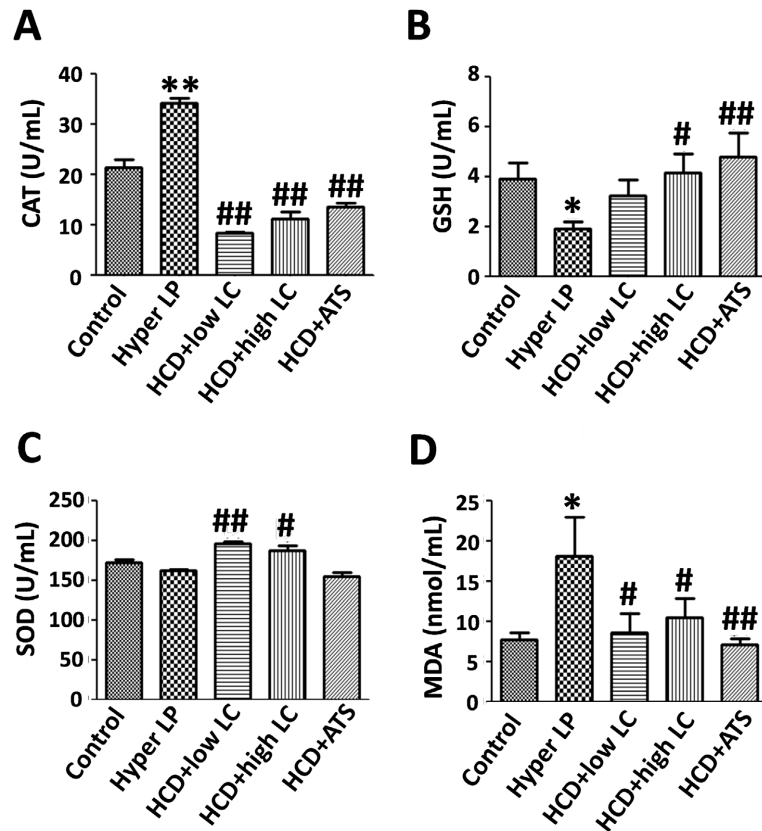 A
CAT (U/mL)
40
30
20
10
0
**
##
##
##
Control
Hyper LP
HCD+low LC
HCD+high LC
HCD+ATS
B
GSH (U/mL)
8
6
4
2
0
*
#
##
Control
Hyper LP
HCD+low LC
HCD+high LC
HCD+ATS
C
SOD (U/mL)
250
200
150
100
50
0
##
#
Control
Hyper LP
HCD+low LC
HCD+high LC
HCD+ATS
D
MDA (nmol/mL)
25
20
15
10
5
0
*
#
#
##
Control
Hyper LP
HCD+low LC
HCD+high LC
HCD+ATS